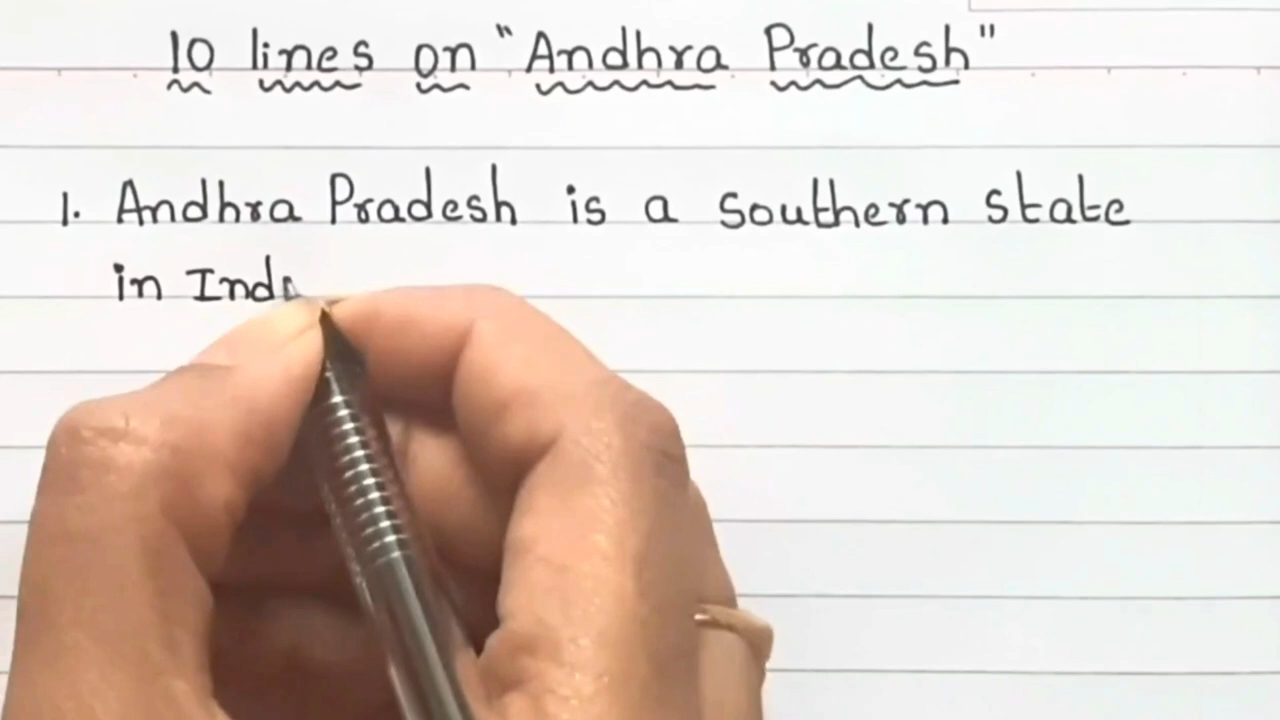 10 lines on "Andhra Pradesh"
1. Andhra Pradesh is a southern state
in Ind